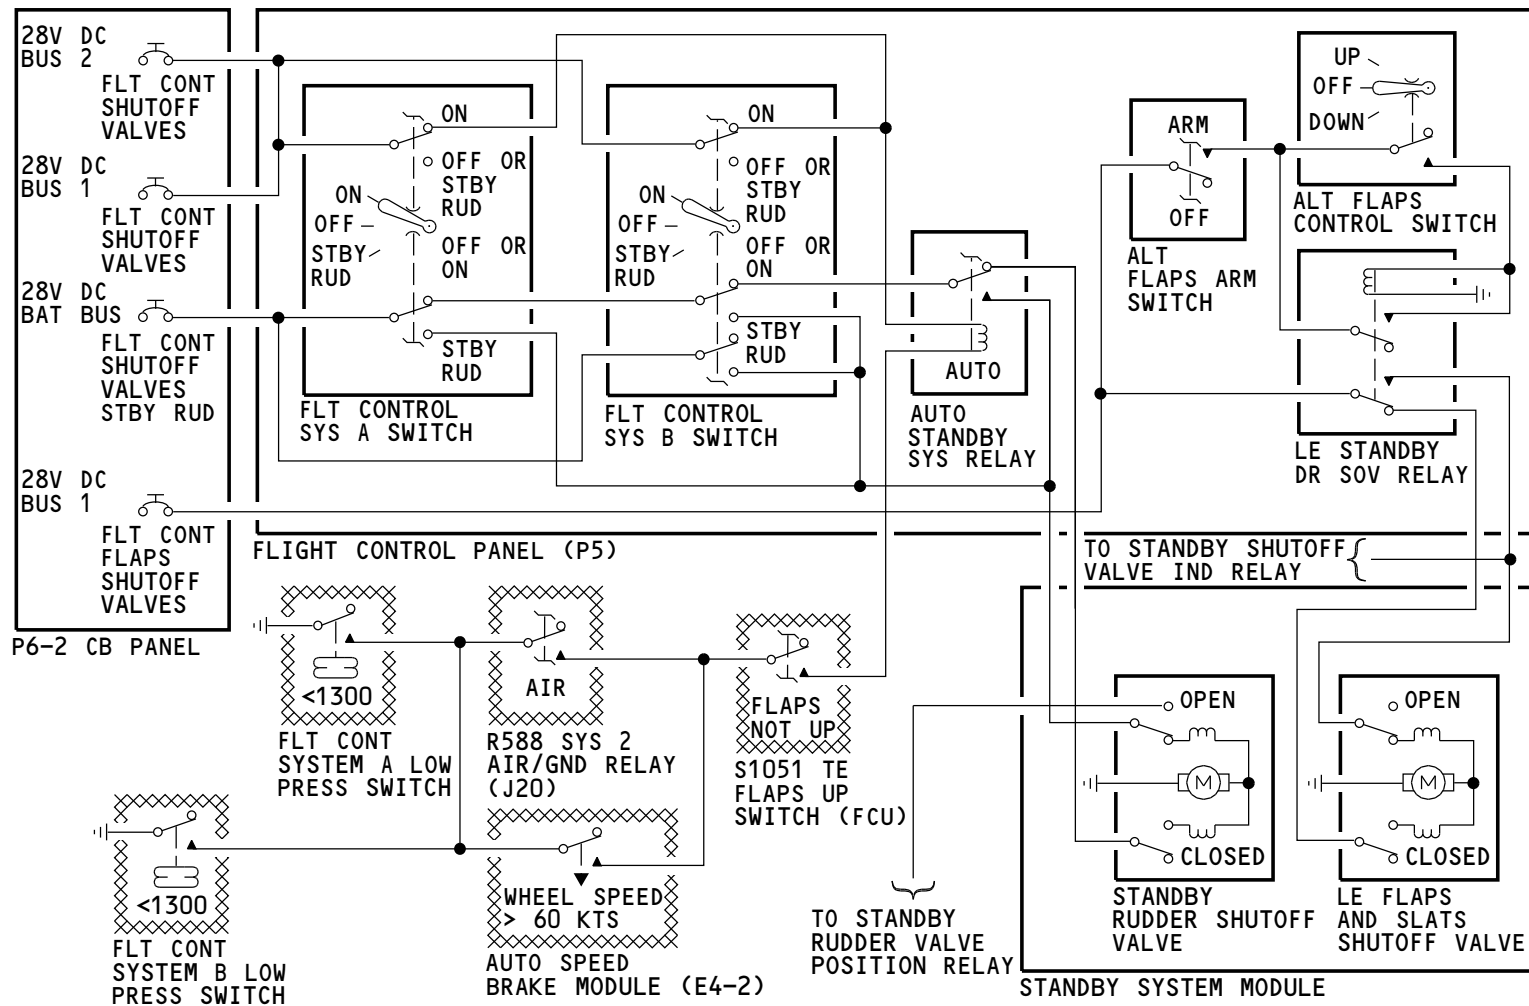 28V DC
BUS 2
FLT CONT
SHUTOFF
VALVES
28V DC
BUS 1
FLT CONT
SHUTOFF
VALVES
28V DC
BAT BUS
FLT CONT
SHUTOFF
VALVES
STBY RUD
28V DC
BUS 1
FLT CONT
FLAPS
SHUTOFF
VALVES
P6-2 CB PANEL
ON
OFF OR
STBY
RUD
ON
OFF
STBY
RUD
OFF OR
ON
STBY
RUD
FLT CONTROL
SYS A SWITCH
ON
OFF OR
STBY
RUD
ON
OFF
STBY
RUD
OFF OR
ON
STBY
RUD
FLT CONTROL
SYS B SWITCH
AUTO
AUTO
STANDBY
SYS RELAY
ARM
OFF
ALT
FLAPS ARM
SWITCH
UP
OFF
DOWN
ALT FLAPS
CONTROL SWITCH
LE STANDBY
DR SOV RELAY
FLIGHT CONTROL PANEL (P5)
TO STANDBY SHUTOFF
VALVE IND RELAY
<1300
FLT CONT
SYSTEM A LOW
PRESS SWITCH
AIR
R588 SYS 2
AIR/GND RELAY
(J20)
FLAPS
NOT UP
S1051 TE
FLAPS UP
SWITCH (FCU)
<1300
FLT CONT
SYSTEM B LOW
PRESS SWITCH
WHEEL SPEED
> 60 KTS
AUTO SPEED
BRAKE MODULE (E4-2)
TO STANDBY
RUDDER VALVE
POSITION RELAY
OPEN
M
CLOSED
STANDBY
RUDDER SHUTOFF
VALVE
OPEN
M
CLOSED
LE FLAPS
AND SLATS
SHUTOFF VALVE
STANDBY SYSTEM MODULE